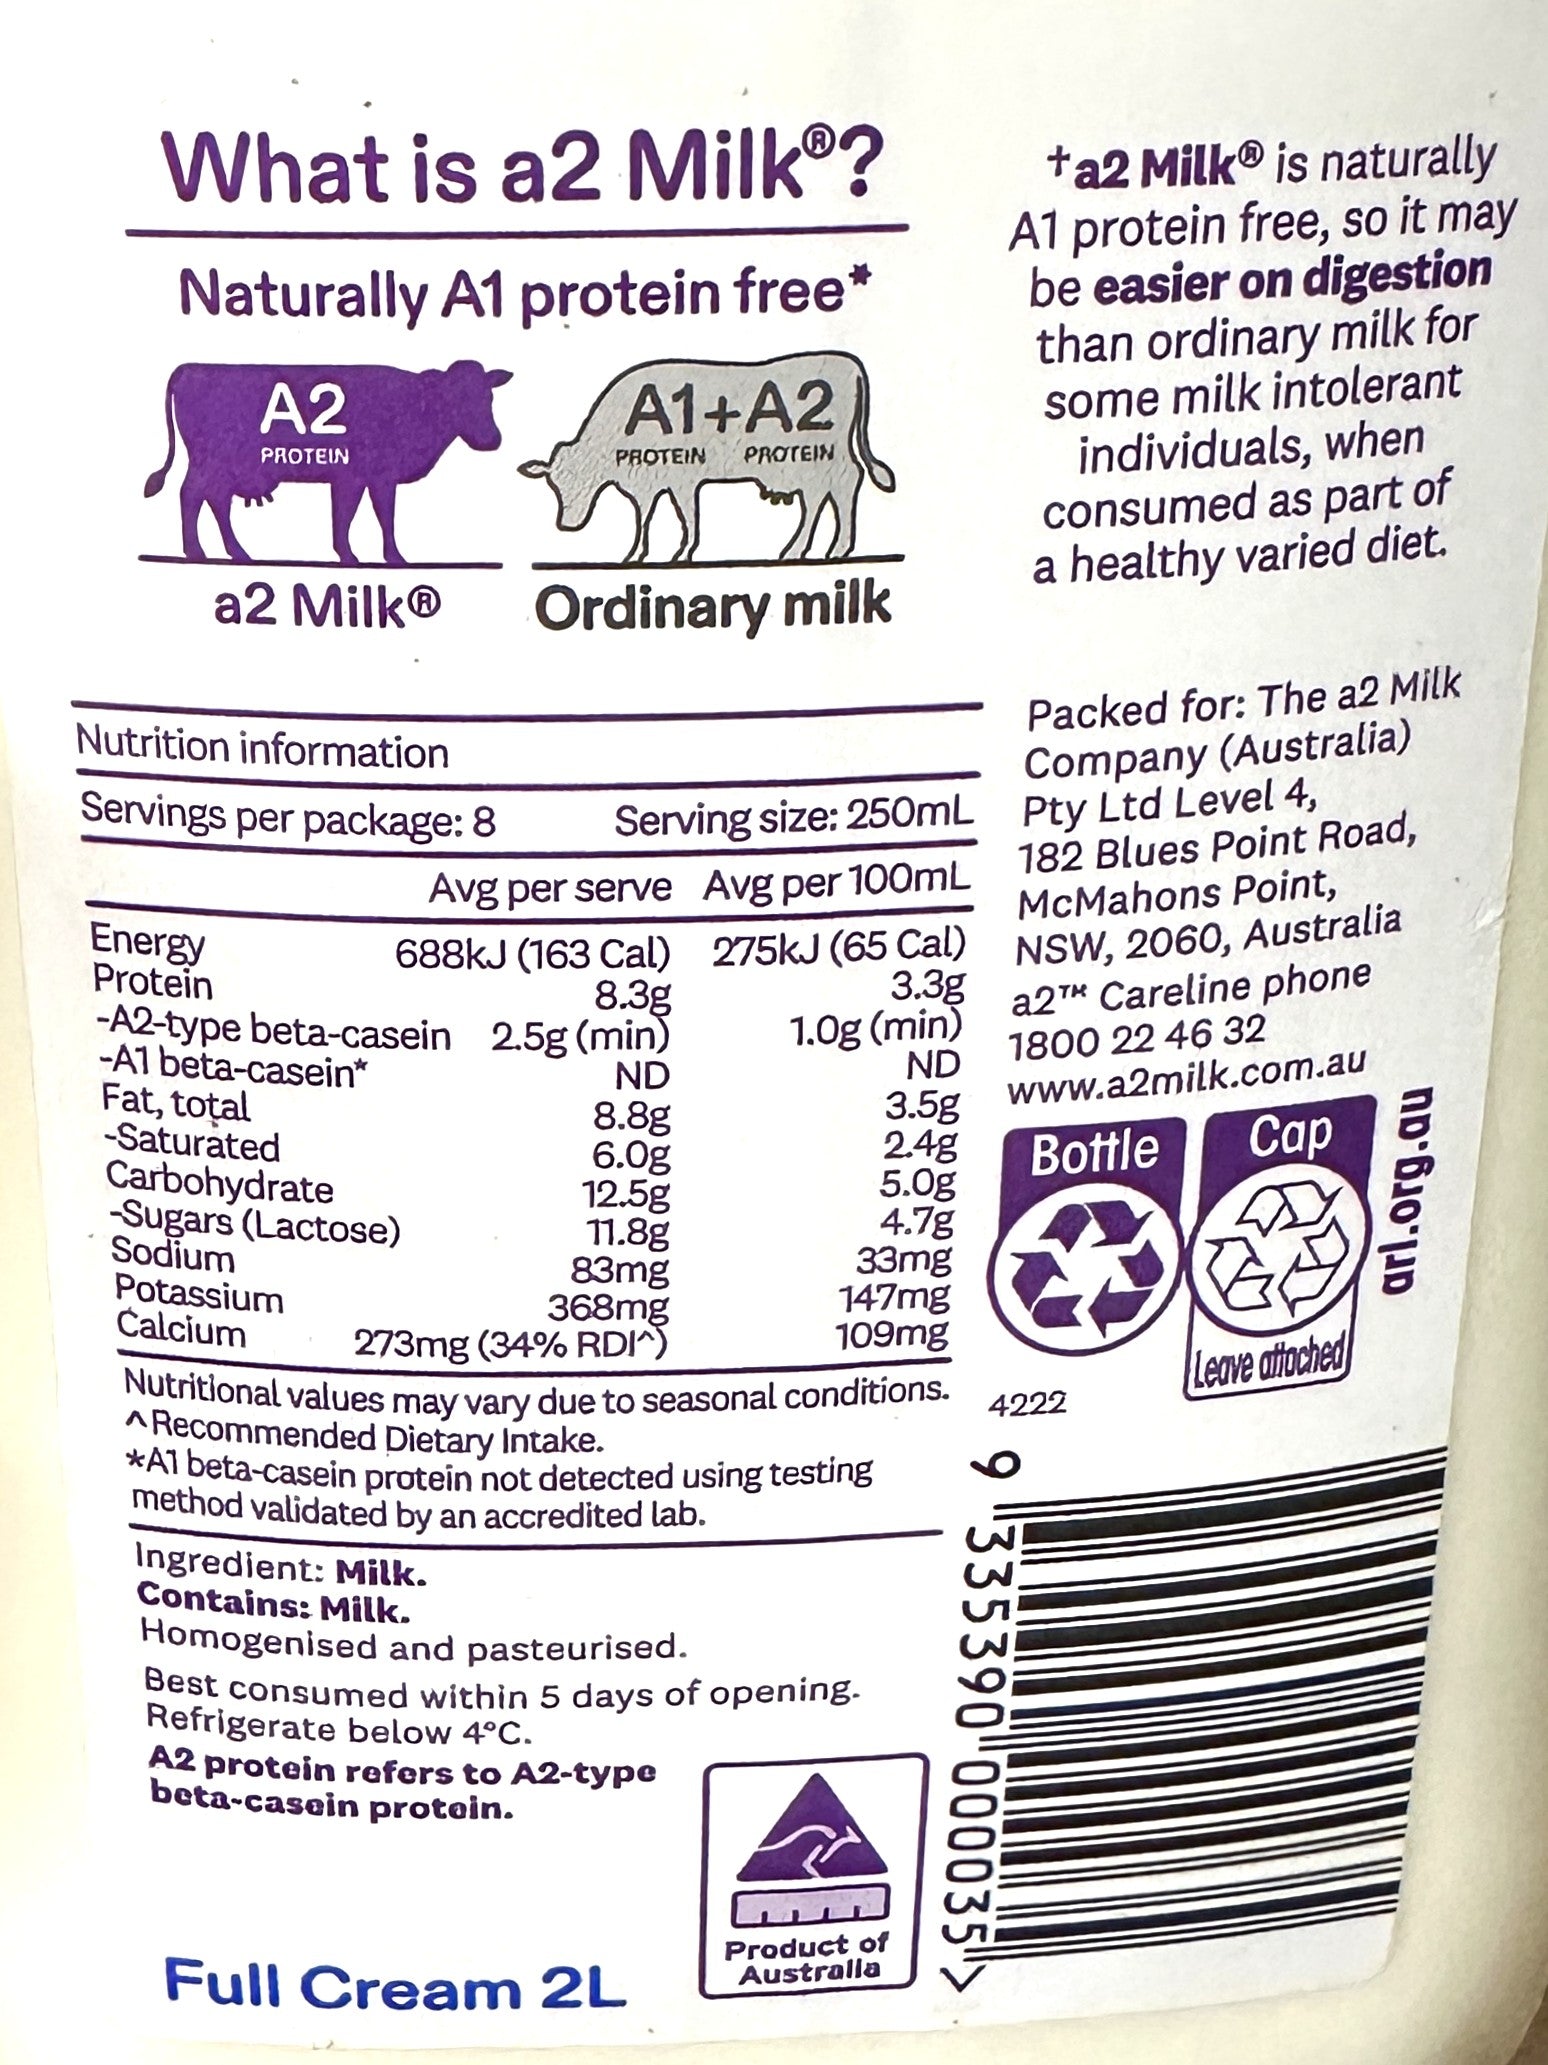 What is a2 Milk®?
Naturally A1 protein free*
A2
PROTEIN
A1+A2
PROTEIN PROTEIN
a2 Milk®
Ordinary milk
+a2 Milk® is naturally
A1 protein free, so it may
be easier on digestion
than ordinary milk for
some milk intolerant
individuals, when
consumed as part of
a healthy varied diet.
Nutrition information
Servings per package: 8 Serving size: 250mL
Avg per serve Avg per 100mL
Energy 688kJ (163 Cal) 275kJ (65 Cal)
Protein 8.3g 3.3g
-A2-type beta-casein 2.5g (min) 1.0g (min)
-A1 beta-casein* ND ND
Fat, total 8.8g 3.5g
-Saturated 6.0g 2.4g
Carbohydrate 12.5g 5.0g
-Sugars (Lactose) 11.8g 4.7g
Sodium 83mg 33mg
Potassium 368mg 147mg
Calcium 273mg (34% RDI^) 109mg
Nutritional values may vary due to seasonal conditions.
^Recommended Dietary Intake.
*A1 beta-casein protein not detected using testing
method validated by an accredited lab.
Ingredient: Milk.
Contains: Milk.
Homogenised and pasteurised.
Best consumed within 5 days of opening.
Refrigerate below 4°C.
A2 protein refers to A2-type
beta-casein protein.
Full Cream 2L
Product of
Australia
Packed for: The a2 Milk
Company (Australia)
Pty Ltd Level 4,
182 Blues Point Road,
McMahons Point,
NSW, 2060, Australia
a2™ Careline phone
1800 22 46 32
www.a2milk.com.au
Bottle
Cap
Leave attached
arl.org.au
4222
9 335390 000035 >